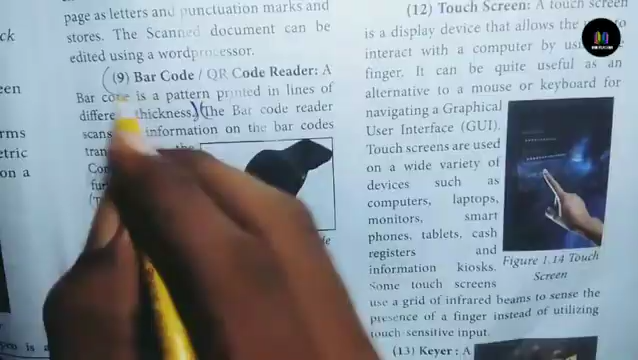 page as letters and punctuation marks and
stores. The Scanned document can be
edited using a wordprocessor.
(9) Bar Code / QR Code Reader: A
Bar code is a pattern printed in lines of
thickness. The Bar code reader
scans information on the bar codes
the
(12) Touch Screen: A touch screen
is a display device that allows the to
interact with a computer by
finger. It can be quite useful as an
alternative to a mouse or keyboard for
navigating a Graphical
User Interface (GUI).
Touch screens are used
on a wide variety of
devices such as
computers, laptops,
monitors, smart
phones, tablets, cash
registers and
information kiosks.
Some touch screens
use a grid of infrared beams to sense the
presence of a finger instead of utilizing
touch-sensitive input.
Figure 1.14 Touch
Screen
(13) Keyer: A